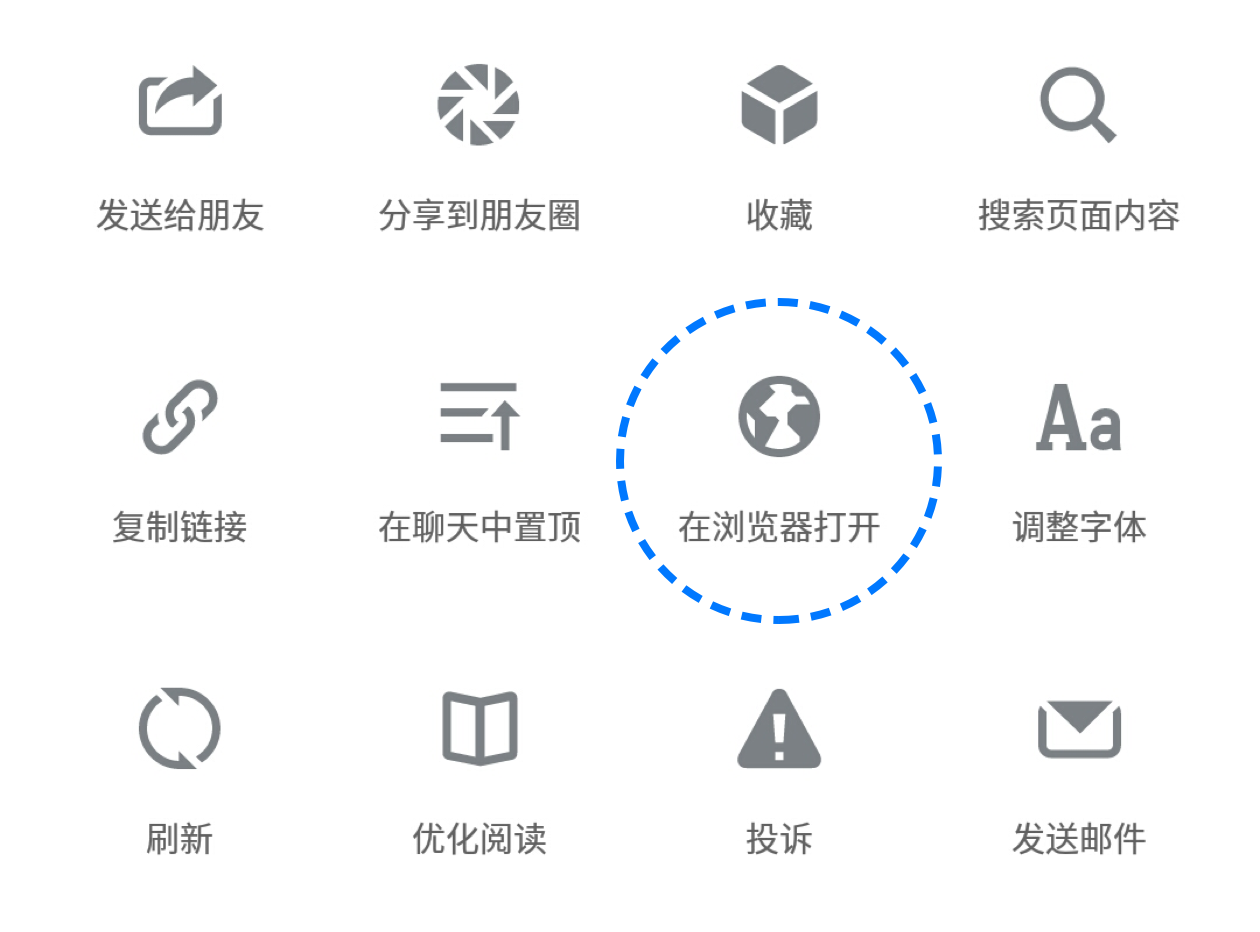 发送给朋友
分享到朋友圈
收藏
搜索页面内容
复制链接
在聊天中置顶
在浏览器打开
Aa
调整字体
刷新
优化阅读
投诉
发送邮件